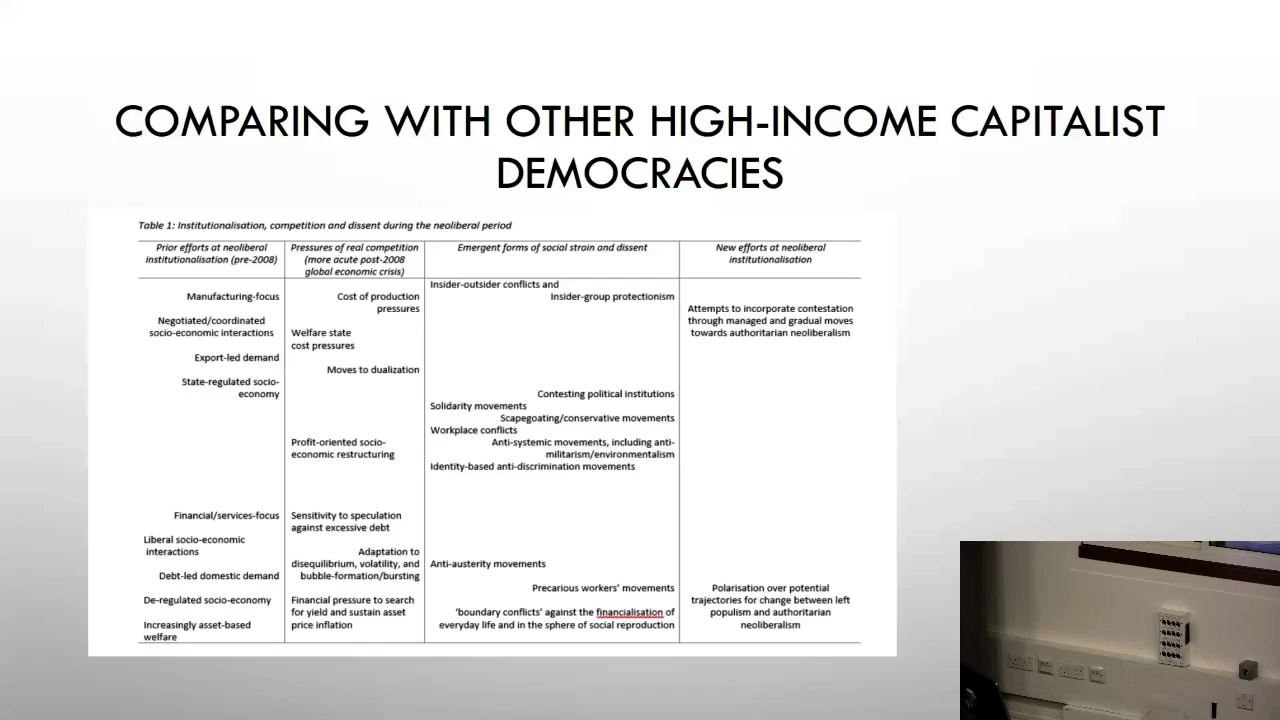 COMPARING WITH OTHER HIGH-INCOME CAPITALIST
DEMOCRACIES
Table 1: Institutionalisation, competition and dissent during the neoliberal period
Prior efforts at neoliberal
institutionalisation (pre-2008)
Pressures of real competition
(more acute post-2008
global economic crisis)
Emergent forms of social strain and dissent
New efforts at neoliberal
institutionalisation
Manufacturing-focus
Negotiated/coordinated
socio-economic interactions
Export-led demand
State-regulated socio-
economy
Financial/services-focus
Liberal socio-economic
interactions
Debt-led domestic demand
De-regulated socio-economy
Increasingly asset-based
welfare
Cost of production
pressures
Welfare state
cost pressures
Moves to dualization
Profit-oriented socio-
economic restructuring
Sensitivity to speculation
against excessive debt
Adaptation to
disequilibrium, volatility, and
bubble-formation/bursting
Financial pressure to search
for yield and sustain asset
price inflation
Insider-outsider conflicts and
Insider-group protectionism
Contesting political institutions
Solidarity movements
Scapegoating/conservative movements
Workplace conflicts
Anti-systemic movements, including anti-
militarism/environmentalism
Identity-based anti-discrimination movements
Anti-austerity movements
Precarious workers’ movements
‘boundary conflicts’ against the financialisation of
everyday life and in the sphere of social reproduction
Attempts to incorporate contestation
through managed and gradual moves
towards authoritarian neoliberalism
Polarisation over potential
trajectories for change between left
populism and authoritarian
neoliberalism